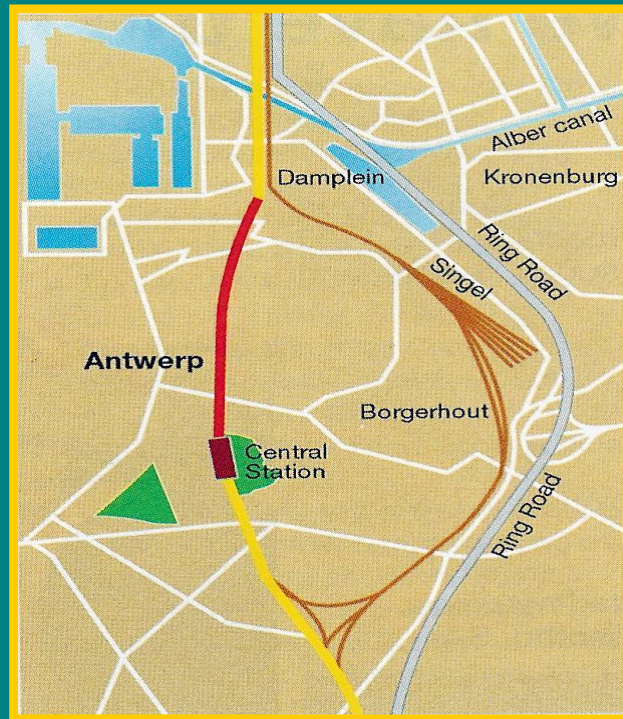 Alber canal
Damplein
Kronenburg
Ring Road
Singel
Antwerp
Borgerhout
Central
Station
Ring Road